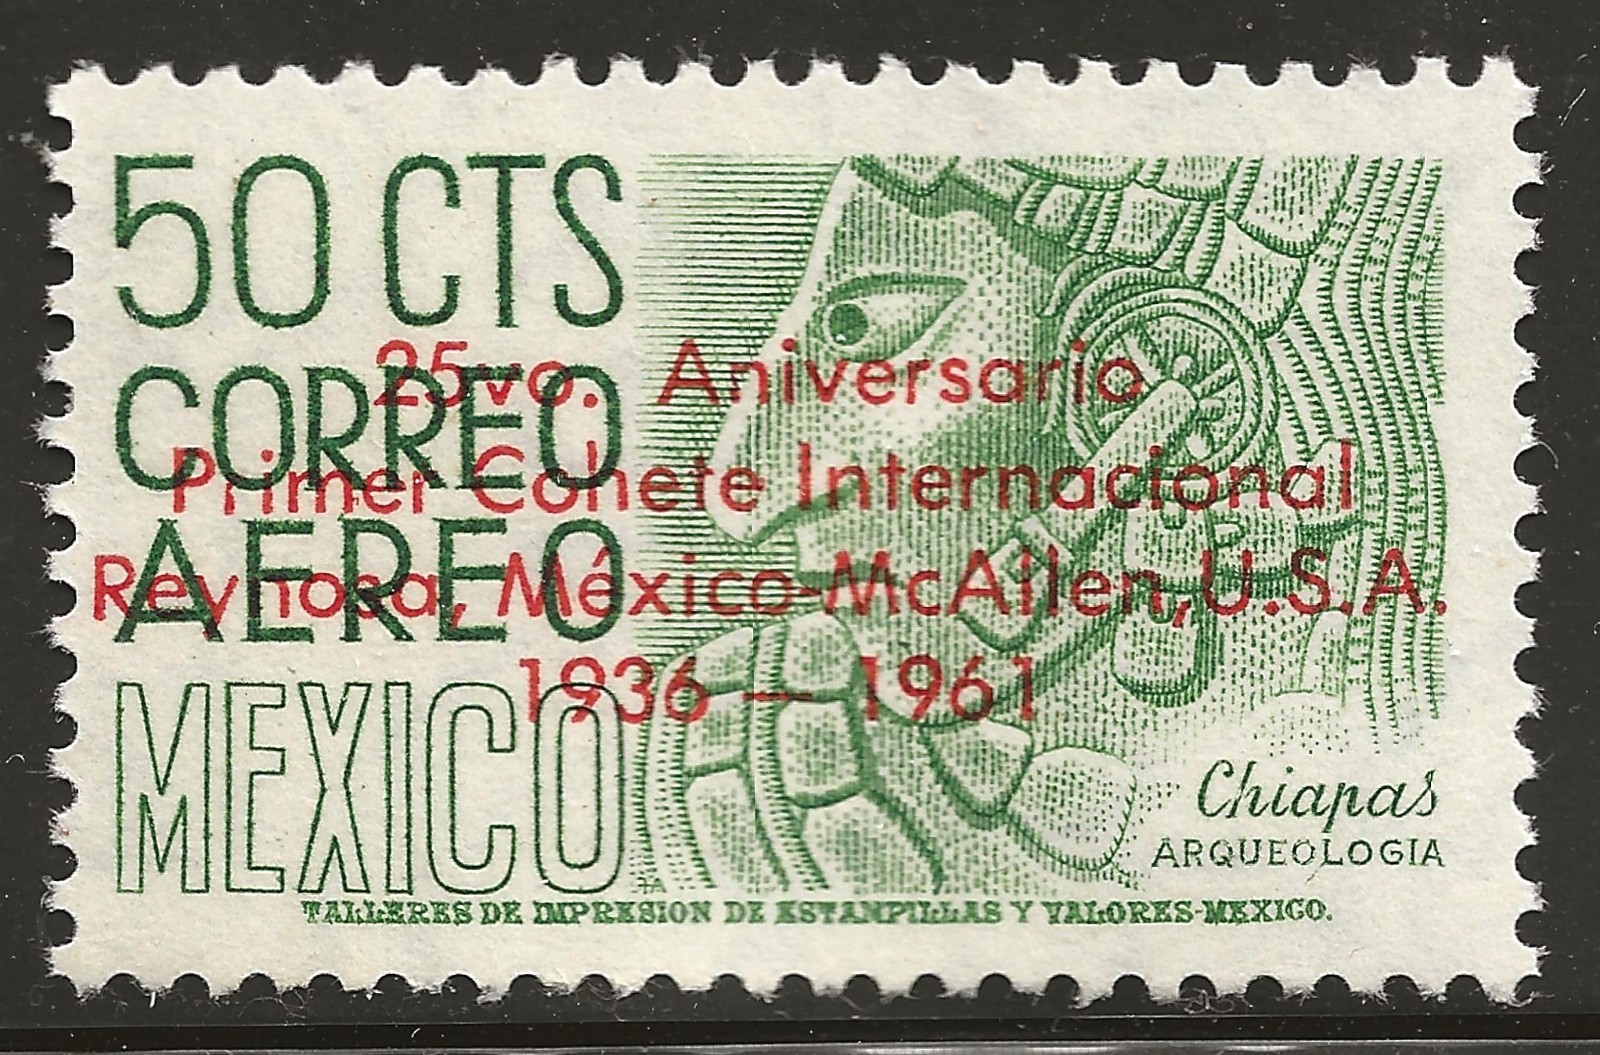 50 CTS
CORREO
AEREO
MEXICO
25vo. Aniversario
Primer Cohete Internacional
Reynosa, México-McAllen, U.S.A.
1936 — 1961
Chiapas
ARQUEOLOGIA
TALLERES DE IMPRESION DE ESTAMPILLAS Y VALORES-MEXICO.